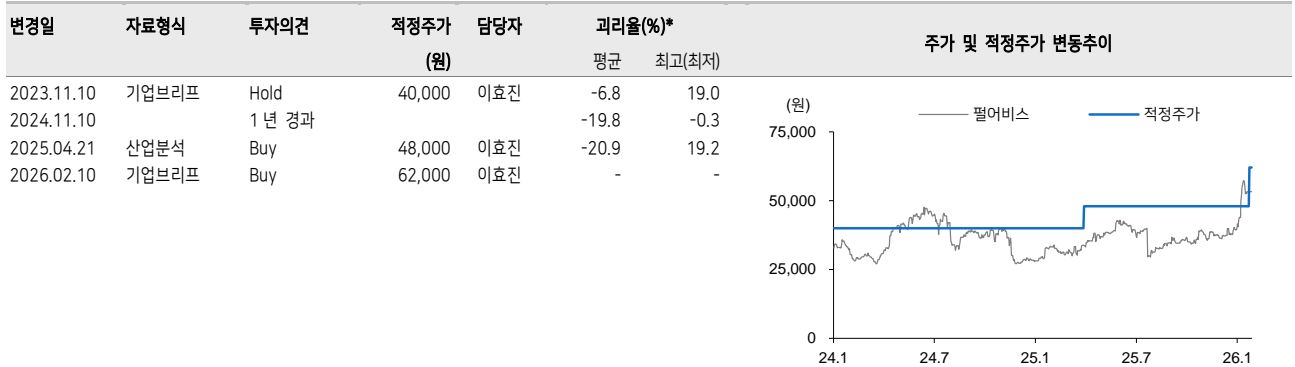 변경일 자료형식 투자의견 적정주가 담당자 괴리율(%)* 주가 및 적정주가 변동추이
(원) 평균 최고(최저)
2023.11.10 기업브리프 Hold 40,000 이효진 -6.8 19.0
2024.11.10 1년 경과 -19.8 -0.3
2025.04.21 산업분석 Buy 48,000 이효진 -20.9 19.2
2026.02.10 기업브리프 Buy 62,000 이효진 - -
(원) 펄어비스 적정주가
75,000
50,000
25,000
0
24.1 24.7 25.1 25.7 26.1